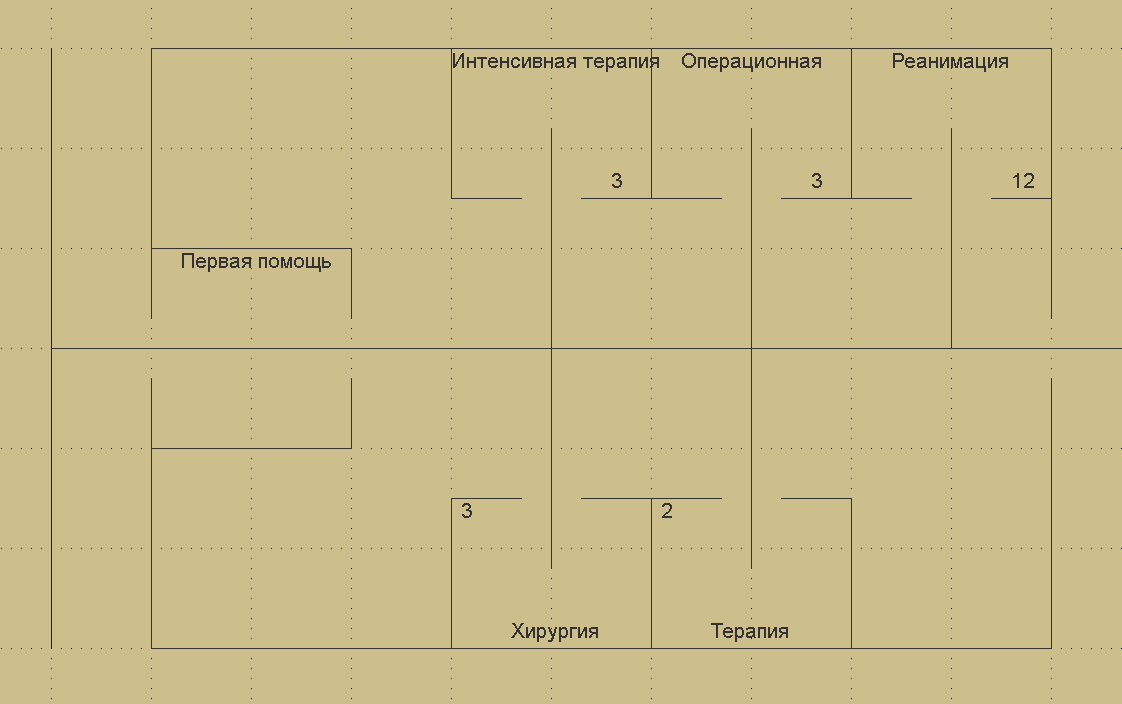 Интенсивная терапия
Операционная
Реанимация
3
3
12
Первая помощь
3
2
Хирургия
Терапия